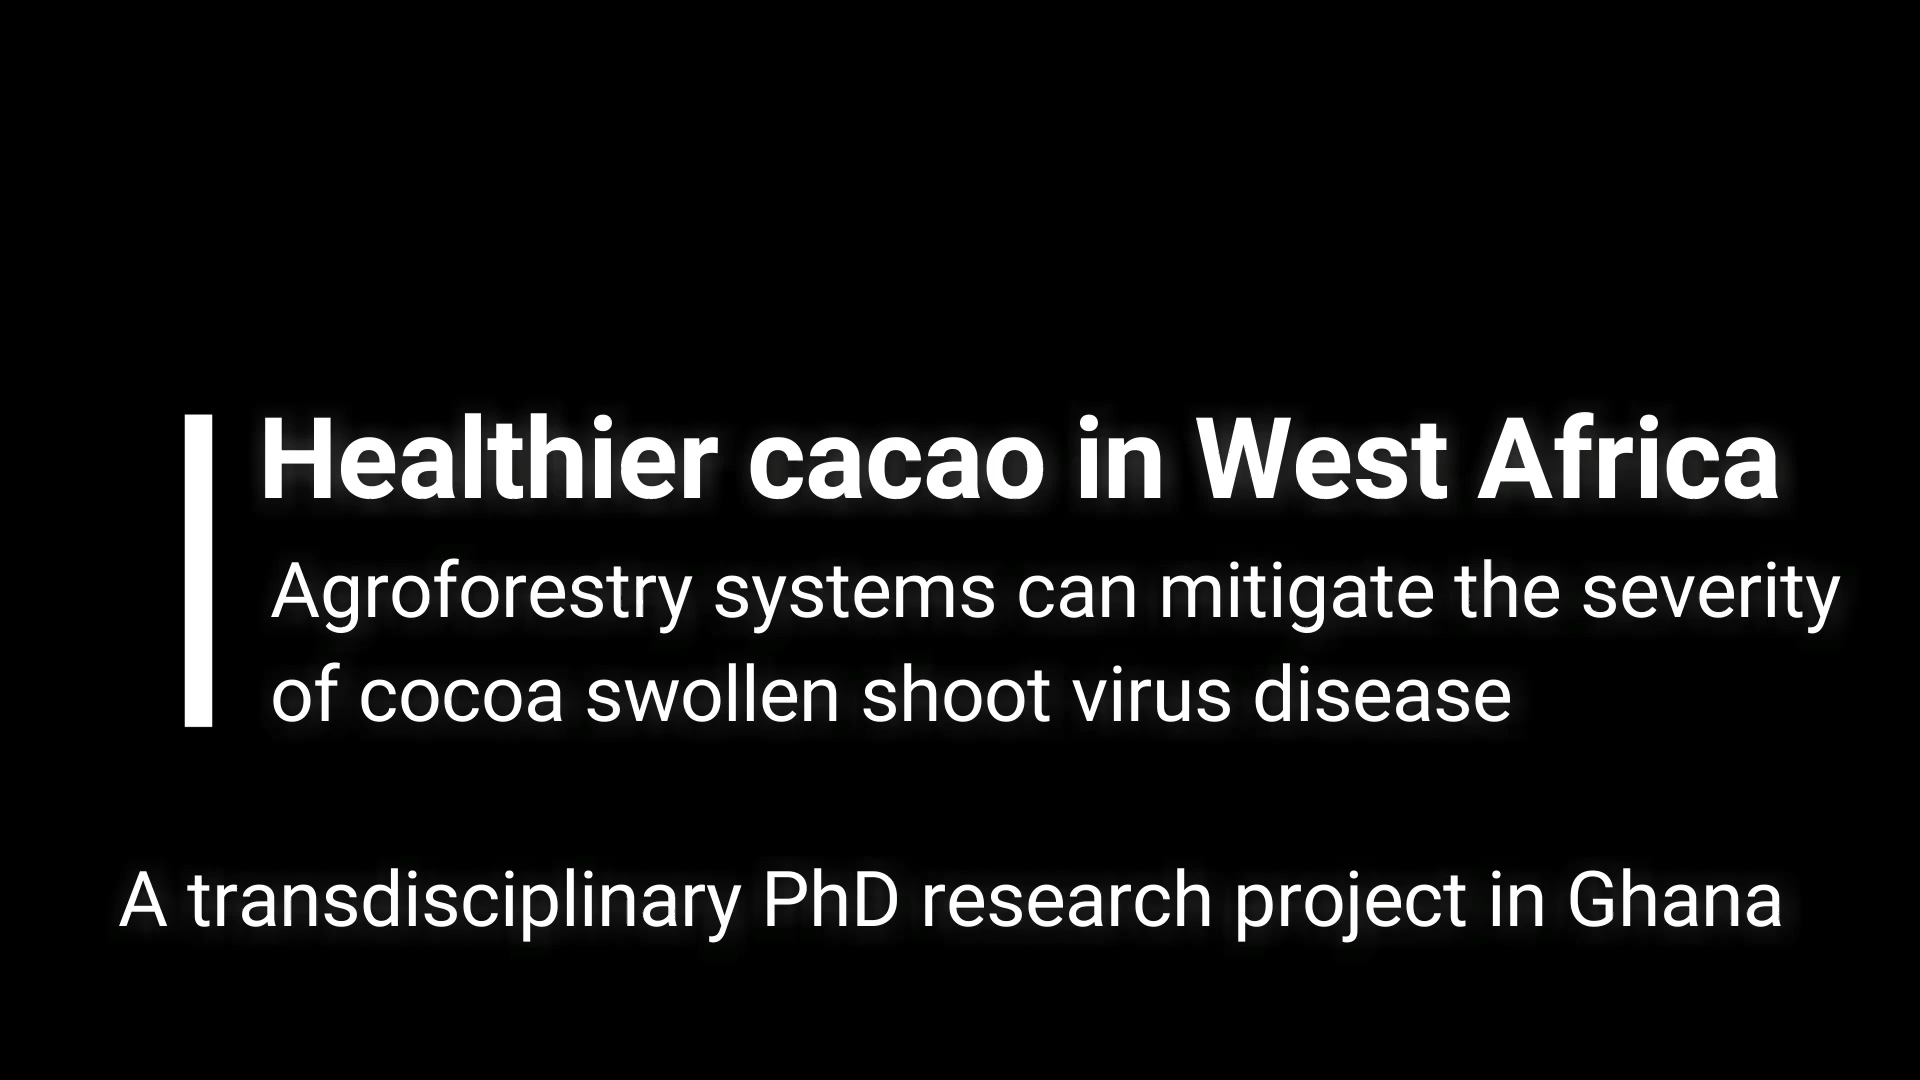 Healthier cacao in West Africa
Agroforestry systems can mitigate the severity
of cocoa swollen shoot virus disease
A transdisciplinary PhD research project in Ghana